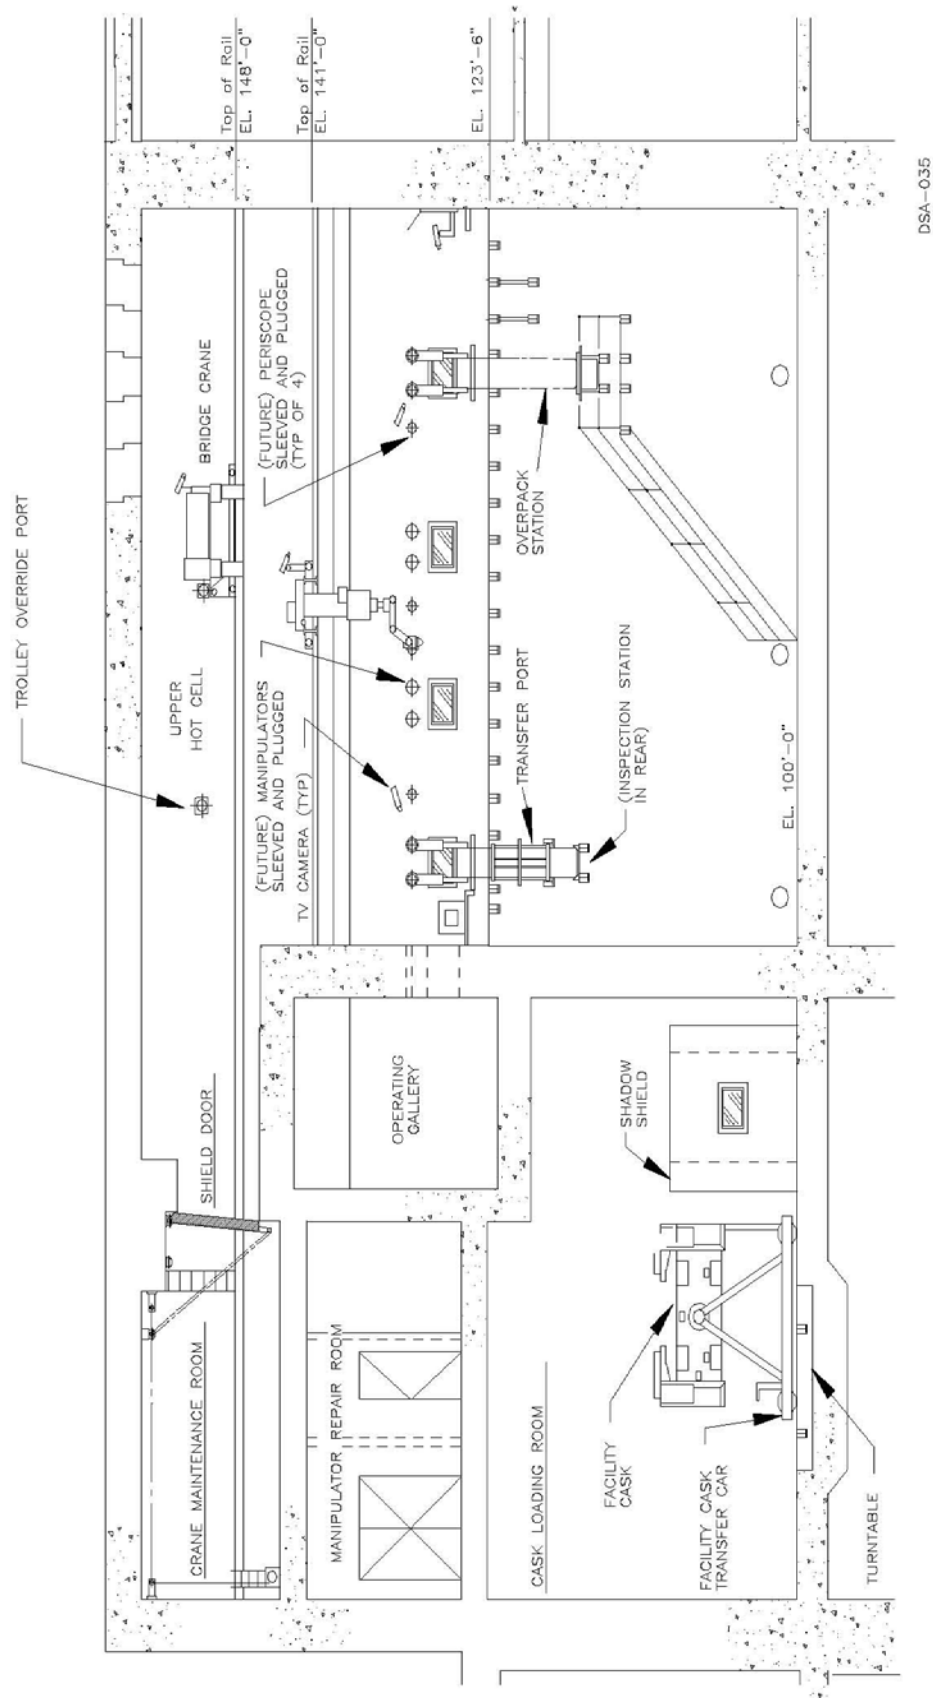 TROLLEY OVERRIDE PORT
CRANE MAINTENANCE ROOM
SHIELD DOOR
UPPER
HOT CELL
BRIDGE CRANE
Top of Rail
EL. 148'-0"
Top of Rail
EL. 141'-0"
MANIPULATOR REPAIR ROOM
OPERATING
GALLERY
TV CAMERA (TYP)
(FUTURE) MANIPULATORS
SLEEVED AND PLUGGED
(FUTURE) PERISCOPE
SLEEVED AND PLUGGED
(TYP OF 4)
EL. 123'-6"
CASK LOADING ROOM
FACILITY
CASK
SHADOW
SHIELD
(INSPECTION STATION
IN REAR)
TRANSFER PORT
OVERPACK
STATION
FACILITY CASK
TRANSFER CAR
EL. 100'-0"
TURNTABLE
DSA-035